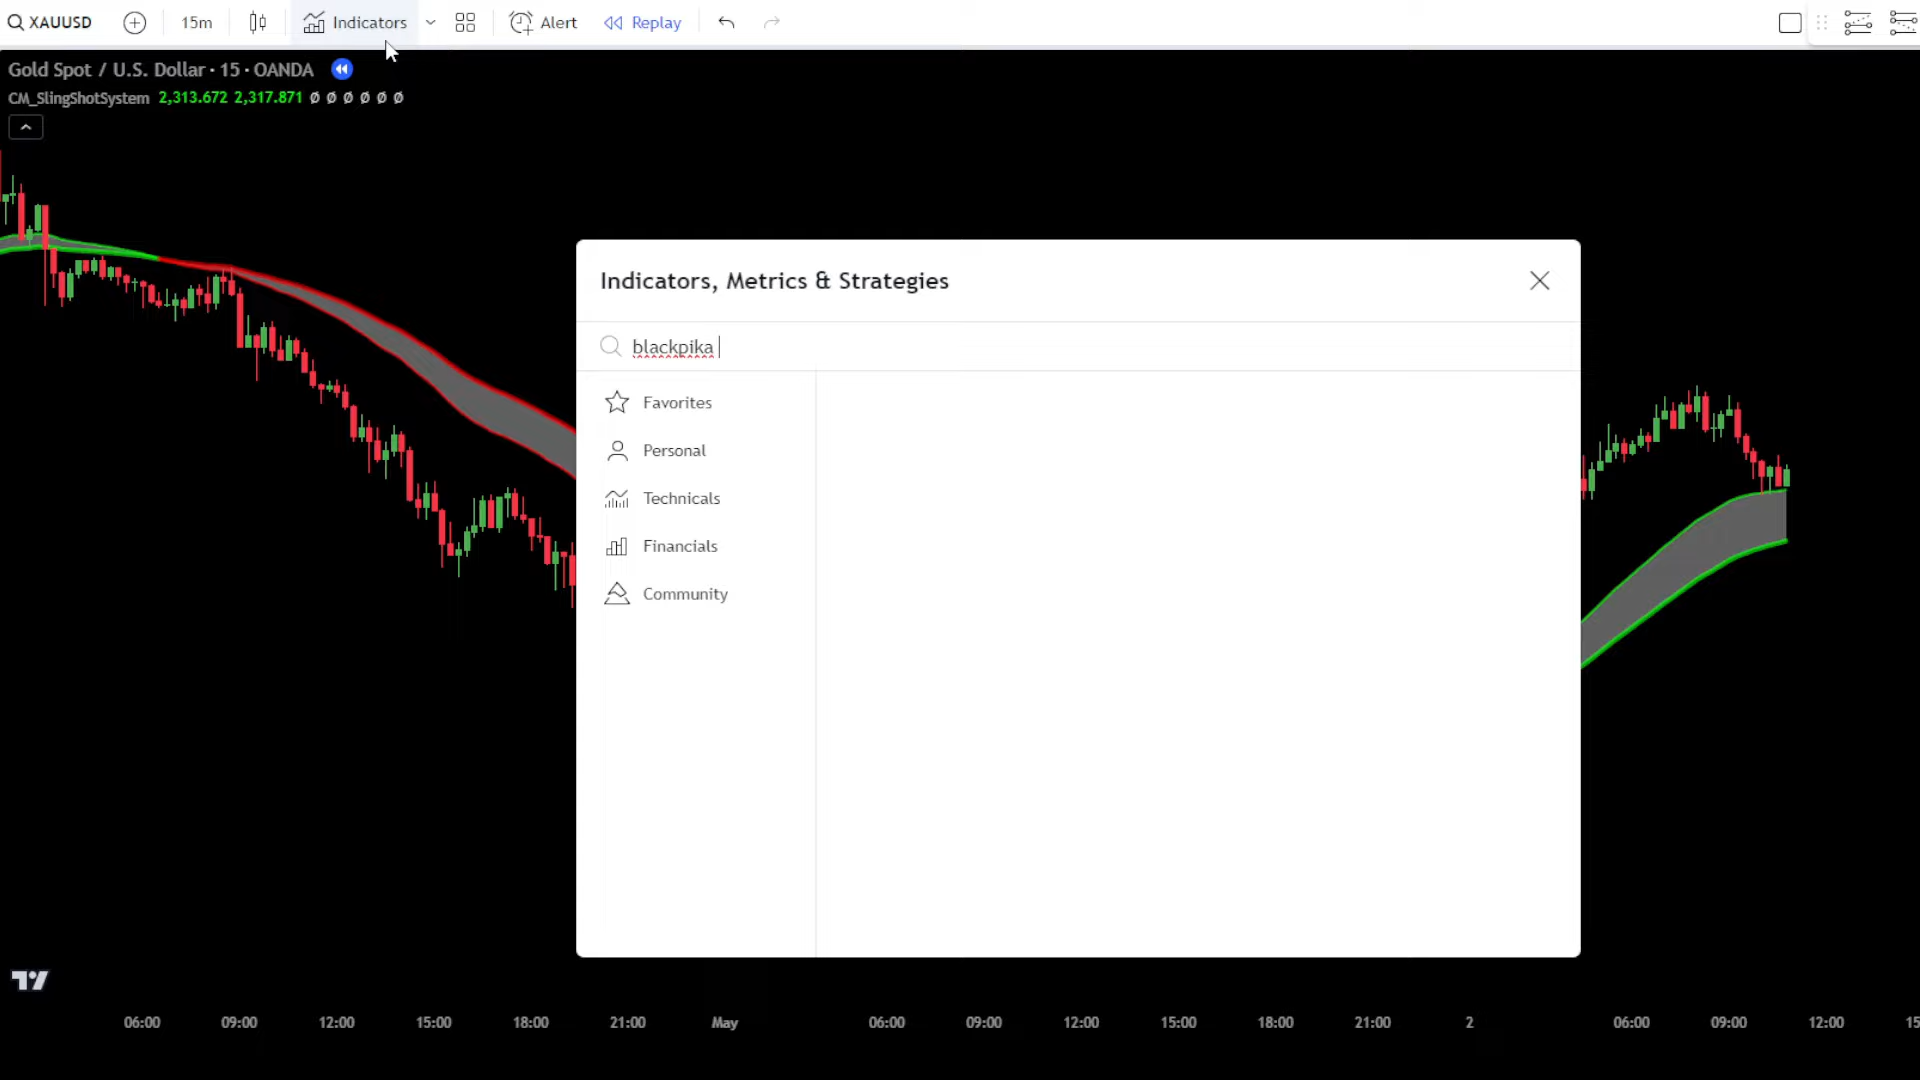 XAUUSD 15m Indicators Alert Replay
Gold Spot / U.S. Dollar · 15 · OANDA
CM_SlingShotSystem 2,313.672 2,317.871 Ø Ø Ø Ø Ø Ø
Indicators, Metrics & Strategies
blackpika
Favorites
Personal
Technicals
Financials
Community
06:00 09:00 12:00 15:00 18:00 21:00 May 06:00 09:00 12:00 15:00 18:00 21:00 2 06:00 09:00 12:00 15